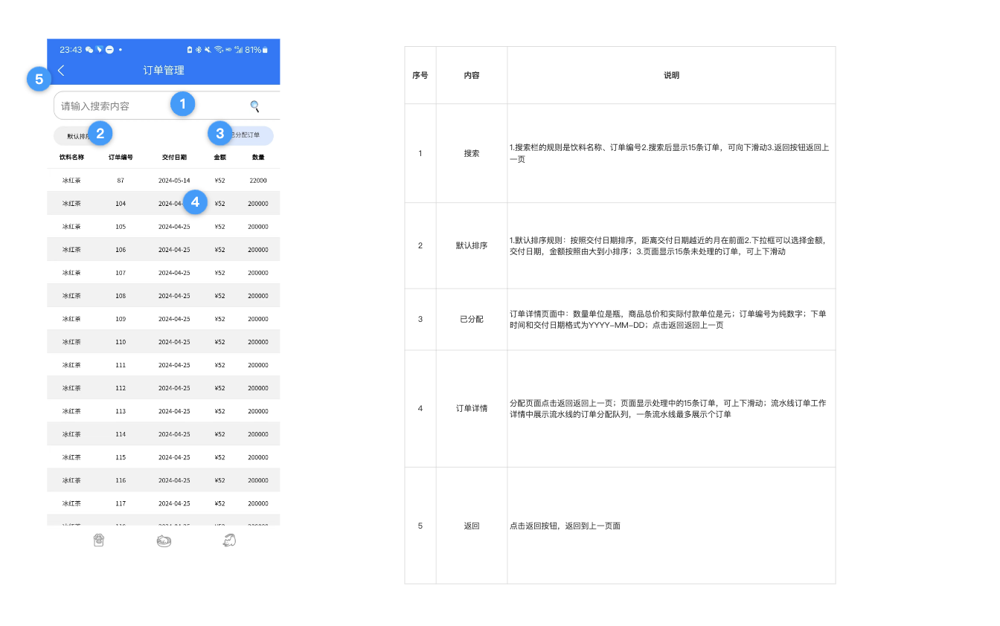 23:43
HD 4G 81%
订单管理
5
请输入搜索内容
1
默认排序
2
3
已分配订单
饮料名称 订单编号 交付日期 金额 数量
冰红茶 87 2024-05-14 ¥52 22000
冰红茶 104 2024-04- ¥52 200000
4
冰红茶 105 2024-04-25 ¥52 200000
冰红茶 106 2024-04-25 ¥52 200000
冰红茶 107 2024-04-25 ¥52 200000
冰红茶 108 2024-04-25 ¥52 200000
冰红茶 109 2024-04-25 ¥52 200000
冰红茶 110 2024-04-25 ¥52 200000
冰红茶 111 2024-04-25 ¥52 200000
冰红茶 112 2024-04-25 ¥52 200000
冰红茶 113 2024-04-25 ¥52 200000
冰红茶 114 2024-04-25 ¥52 200000
冰红茶 115 2024-04-25 ¥52 200000
冰红茶 116 2024-04-25 ¥52 200000
冰红茶 117 2024-04-25 ¥52 200000
序号 内容 说明
1 搜索
1.搜索栏的规则是饮料名称、订单编号2.搜索后显示15条订单，可向下滑动3.返回按钮返回上
一页
2 默认排序
1.默认排序规则：按照交付日期排序，距离交付日期越近的月在前面2.下拉框可以选择金额，
交付日期，金额按照由大到小排序；3.页面显示15条未处理的订单，可上下滑动
3 已分配
订单详情页面中：数量单位是瓶，商品总价和实际付款单位是元；订单编号为纯数字；下单
时间和交付日期格式为YYYY-MM-DD；点击返回返回上一页
4 订单详情
分配页面点击返回返回上一页；页面显示处理中的15条订单，可上下滑动；流水线订单工作
详情中展示流水线的订单分配队列，一条流水线最多展示个订单
5 返回 点击返回按钮，返回到上一页面